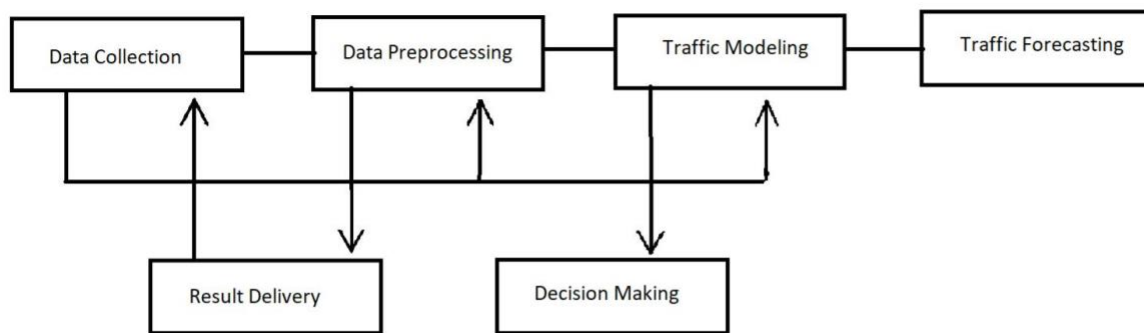 Data Collection
Data Preprocessing
Traffic Modeling
Traffic Forecasting
Result Delivery
Decision Making